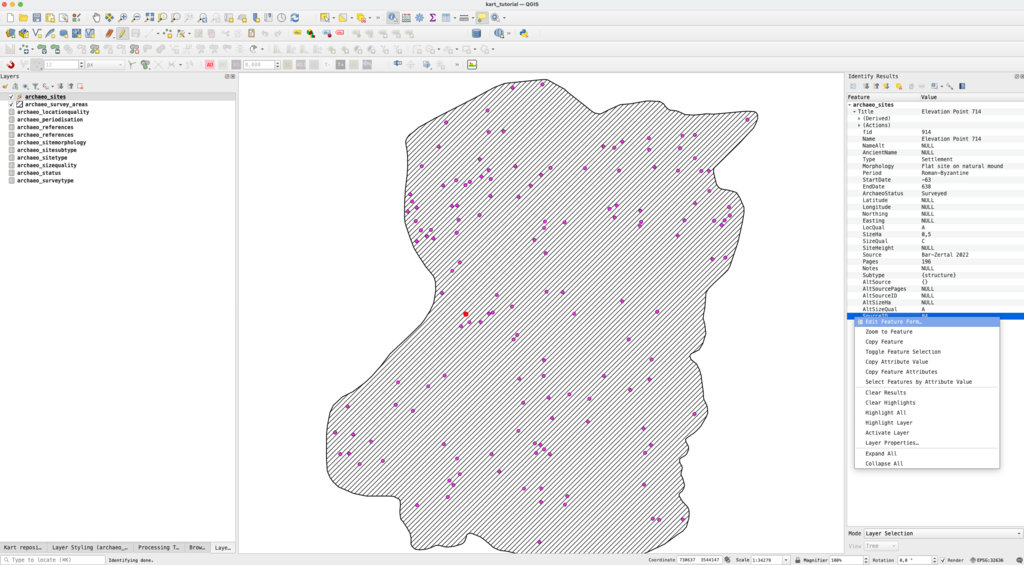 kart_tutorial — QGIS
12
px
0,000
Layers
archaeo_sites
archaeo_survey_areas
archaeo_locationquality
archaeo_periodisation
archaeo_references
archaeo_references
archaeo_sitemorphology
archaeo_sitesubtype
archaeo_sitetype
archaeo_sizequality
archaeo_status
archaeo_surveytype
Identify Results
Feature Value
archaeo_sites
Title Elevation Point 714
(Derived)
(Actions)
fid 914
Name Elevation Point 714
NameAlt NULL
AncientName NULL
Type Settlement
Morphology Flat site on natural mound
Period Roman-Byzantine
StartDate -63
EndDate 638
ArchaeoStatus Surveyed
Latitude NULL
Longitude NULL
Northing NULL
Easting NULL
LocQual A
SizeHa 0,5
SizeQual C
SiteHeight NULL
Source Bar-Zertal 2022
Pages 196
Notes NULL
Subtype {structure}
AltSource {}
AltSourcePages NULL
AltSourceID NULL
AltSizeHa NULL
AltSizeQual A
Edit Feature Form…
Zoom to Feature
Copy Feature
Toggle Feature Selection
Copy Attribute Value
Copy Feature Attributes
Select Features by Attribute Value
Clear Results
Clear Highlights
Highlight All
Highlight Layer
Activate Layer
Layer Properties…
Expand All
Collapse All
Mode Layer Selection
View Tree
Kart reposi… Layer Styling (archaeo_… Processing T… Brow… Laye…
Type to locate (⌘K) Identifying done. Coordinate 730637 3544147 Scale 1:34279 Magnifier 100% Rotation 0,0 ° Render EPSG:32636